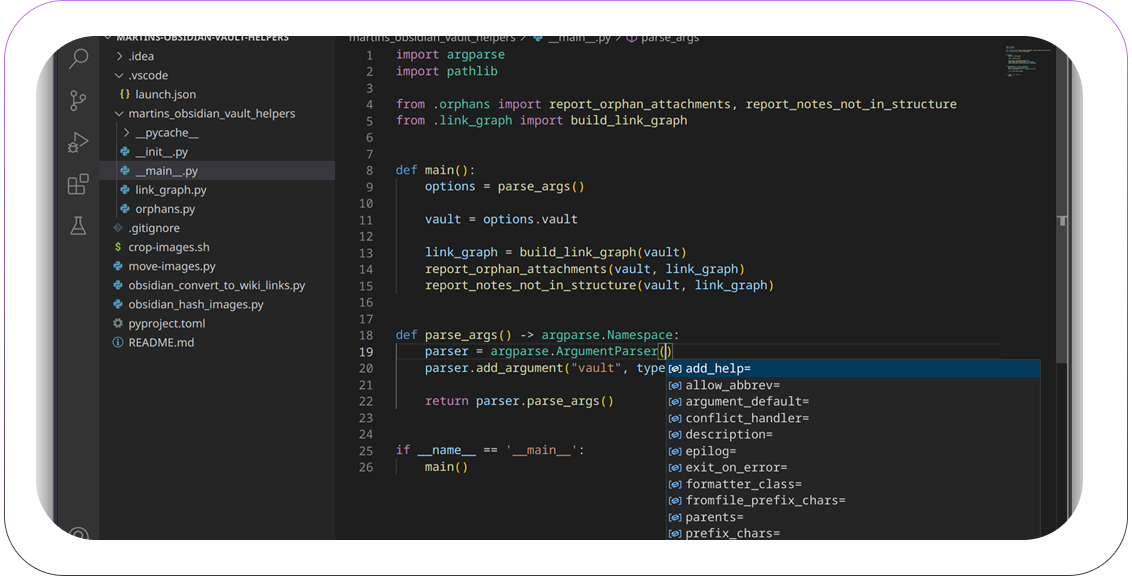 MARTINS-OBSIDIAN-VAULT-HELPERS
.idea
.vscode
launch.json
martins_obsidian_vault_helpers
__pycache__
__init__.py
__main__.py
link_graph.py
orphans.py
.gitignore
crop-images.sh
move-images.py
obsidian_convert_to_wiki_links.py
obsidian_hash_images.py
pyproject.toml
README.md
martins_obsidian_vault_helpers > __main__.py > parse_args
1 import argparse
2 import pathlib
3
4 from .orphans import report_orphan_attachments, report_notes_not_in_structure
5 from .link_graph import build_link_graph
6
7
8 def main():
9 options = parse_args()
10
11 vault = options.vault
12
13 link_graph = build_link_graph(vault)
14 report_orphan_attachments(vault, link_graph)
15 report_notes_not_in_structure(vault, link_graph)
16
17
18 def parse_args() -> argparse.Namespace:
19 parser = argparse.ArgumentParser()
20 parser.add_argument("vault", type
21
22 return parser.parse_args()
23
24
25 if __name__ == '__main__':
26 main()
add_help=
allow_abbrev=
argument_default=
conflict_handler=
description=
epilog=
exit_on_error=
formatter_class=
fromfile_prefix_chars=
parents=
prefix_chars=